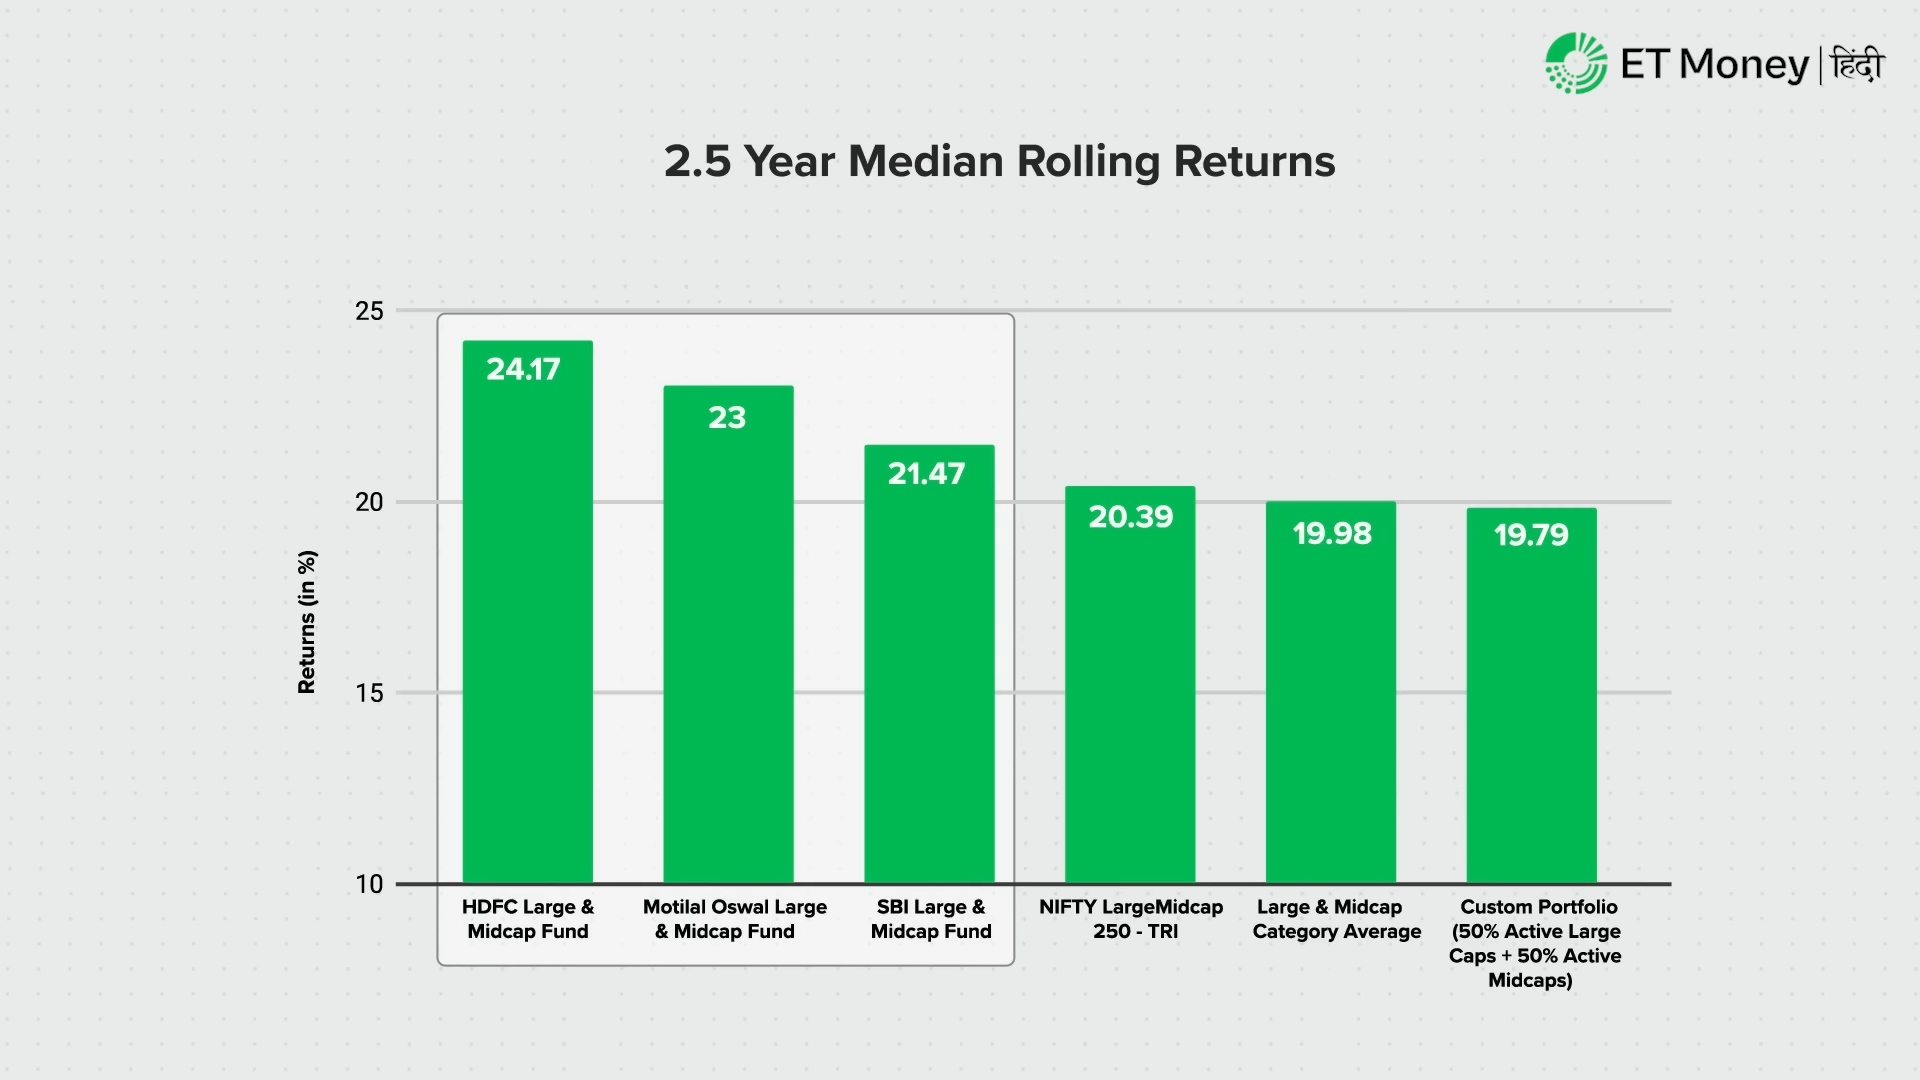 ET Money | हिंदी
2.5 Year Median Rolling Returns
Returns (in %)
25
20
15
10
24.17
23
21.47
20.39
19.98
19.79
HDFC Large &
Midcap Fund
Motilal Oswal Large
& Midcap Fund
SBI Large &
Midcap Fund
NIFTY LargeMidcap
250 - TRI
Large & Midcap
Category Average
Custom Portfolio
(50% Active Large
Caps + 50% Active
Midcaps)